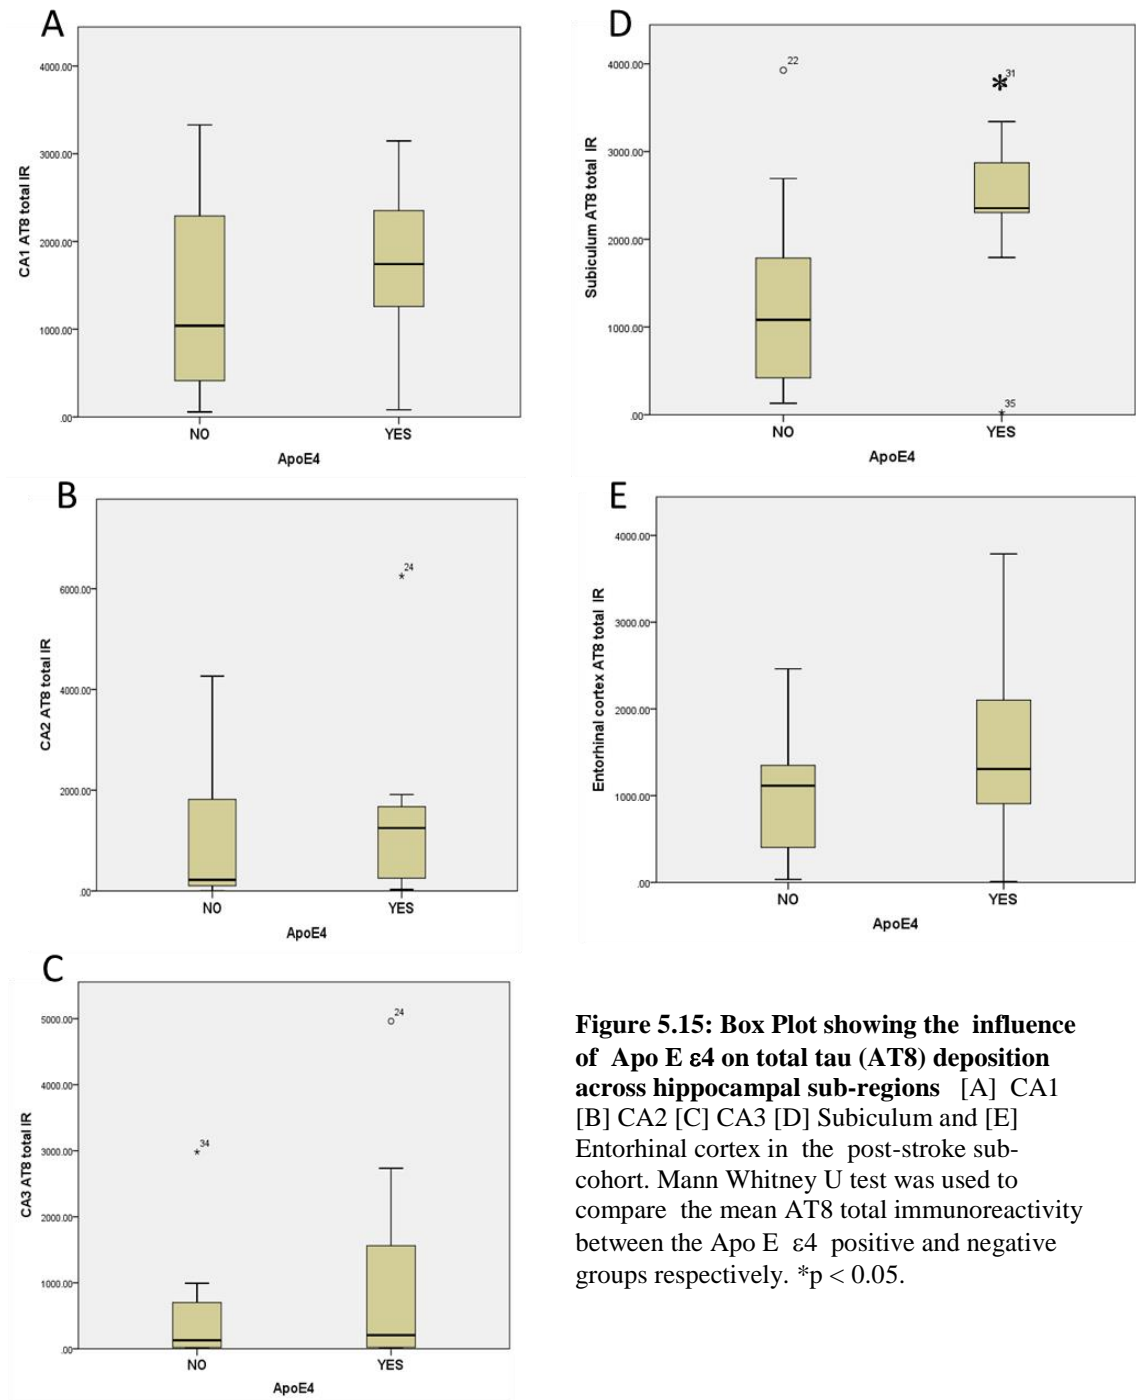 A
CA1 AT8 total IR
4000.00
3000.00
2000.00
1000.00
.00
NO
YES
ApoE4
B
CA2 AT8 total IR
6000.00
4000.00
2000.00
.00
*24
NO
YES
ApoE4
C
CA3 AT8 total IR
5000.00
4000.00
3000.00
2000.00
1000.00
.00
*34
24
NO
YES
ApoE4
D
Subiculum AT8 total IR
4000.00
3000.00
2000.00
1000.00
.00
22
*31
*35
NO
YES
ApoE4
E
Entorhinal cortex AT8 total IR
4000.00
3000.00
2000.00
1000.00
.00
NO
YES
ApoE4
Figure 5.15: Box Plot showing the influence
of Apo E ε4 on total tau (AT8) deposition
across hippocampal sub-regions [A] CA1
[B] CA2 [C] CA3 [D] Subiculum and [E]
Entorhinal cortex in the post-stroke sub-
cohort. Mann Whitney U test was used to
compare the mean AT8 total immunoreactivity
between the Apo E ε4 positive and negative
groups respectively. *p < 0.05.